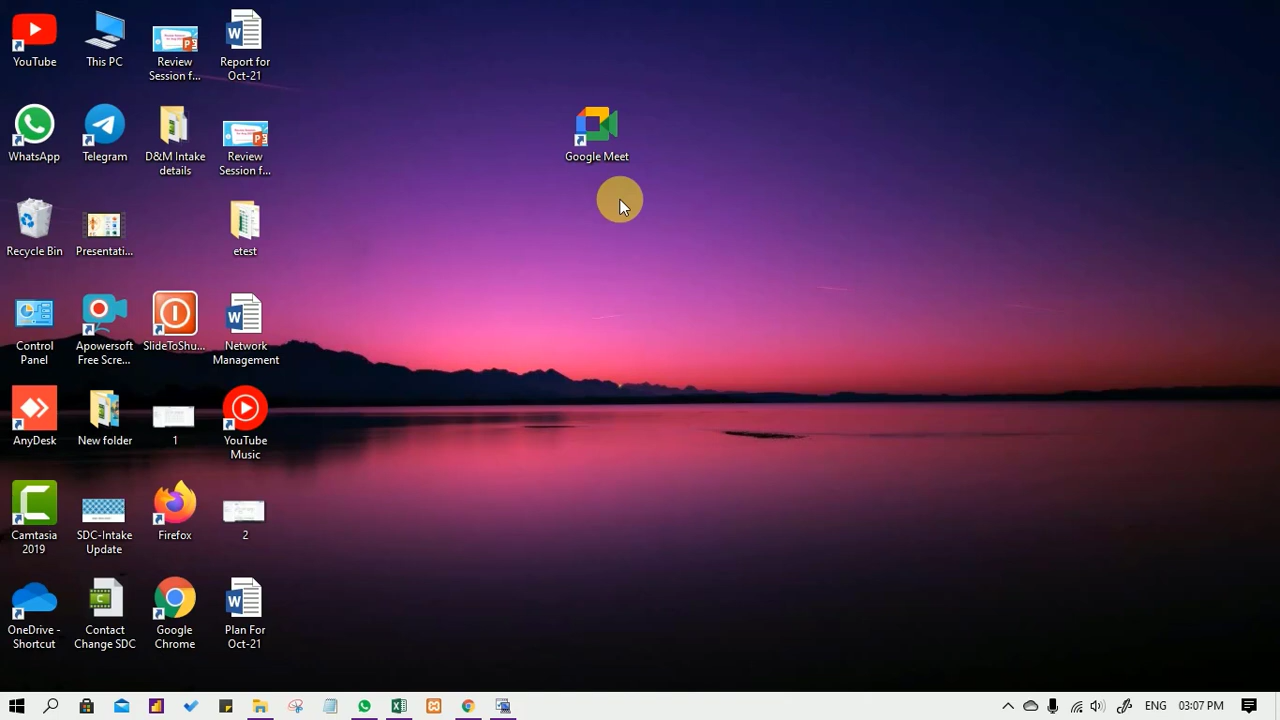 YouTube
This PC
Review
Session f...
Report for
Oct-21
WhatsApp
Telegram
D&M Intake
details
Review
Session f...
Google Meet
Recycle Bin
Presentati...
etest
Control
Panel
Apowersoft
Free Scre...
SlideToShu...
Network
Management
AnyDesk
New folder
1
YouTube
Music
Camtasia
2019
SDC-Intake
Update
Firefox
2
OneDrive -
Shortcut
Contact
Change SDC
Google
Chrome
Plan For
Oct-21
ENG
03:07 PM